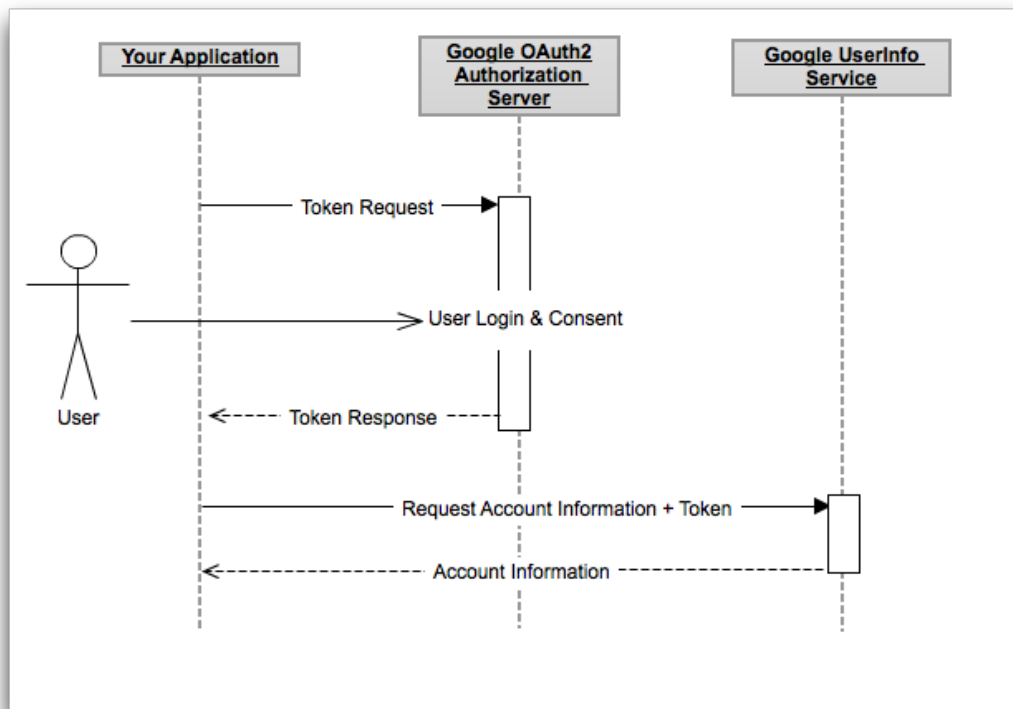 Your Application
Google OAuth2
Authorization
Server
Google UserInfo
Service
Token Request
User Login & Consent
User
Token Response
Request Account Information + Token
Account Information